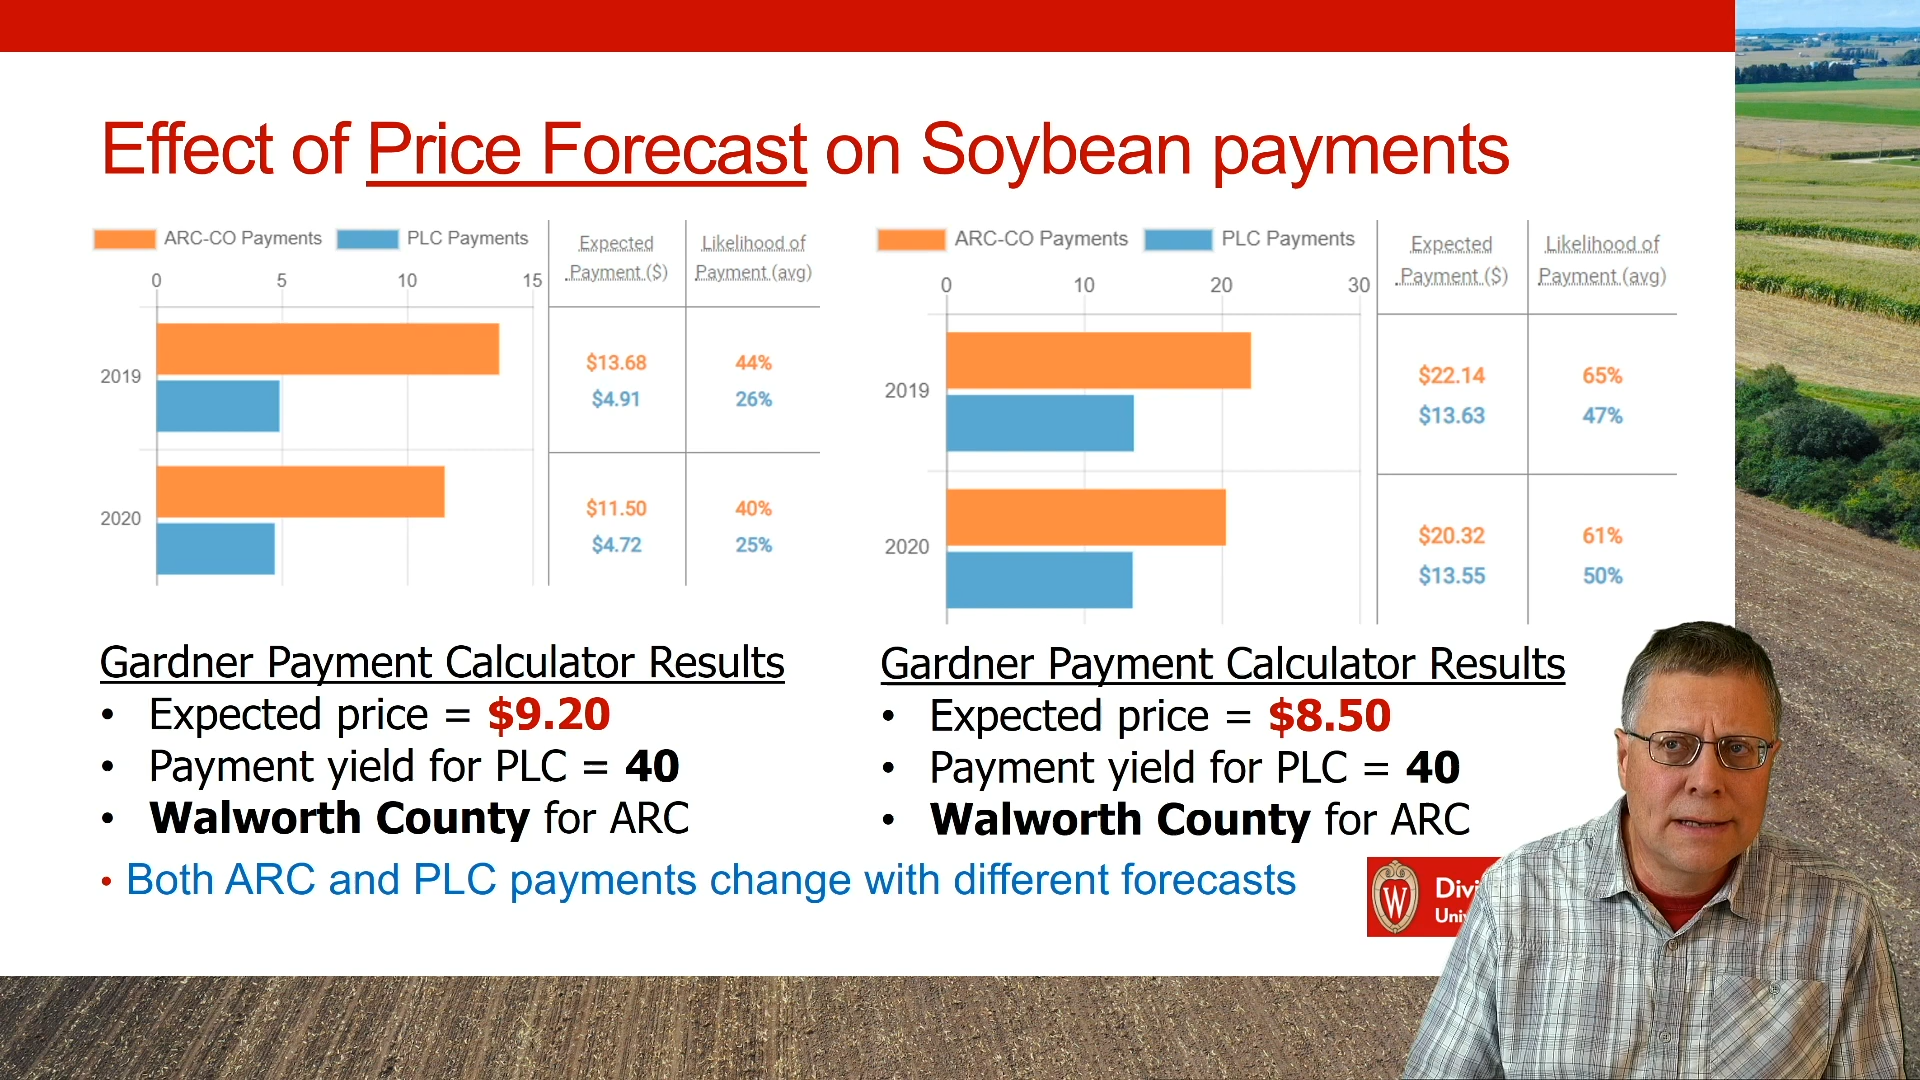 Effect of Price Forecast on Soybean payments
ARC-CO Payments PLC Payments
Expected Payment ($)
Likelihood of Payment (avg)
0 5 10 15
2019
$13.68 44%
$4.91 26%
2020
$11.50 40%
$4.72 25%
ARC-CO Payments PLC Payments
Expected Payment ($)
Likelihood of Payment (avg)
0 10 20 30
2019
$22.14 65%
$13.63 47%
2020
$20.32 61%
$13.55 50%
Gardner Payment Calculator Results
• Expected price = $9.20
• Payment yield for PLC = 40
• Walworth County for ARC
Gardner Payment Calculator Results
• Expected price = $8.50
• Payment yield for PLC = 40
• Walworth County for ARC
• Both ARC and PLC payments change with different forecasts
W